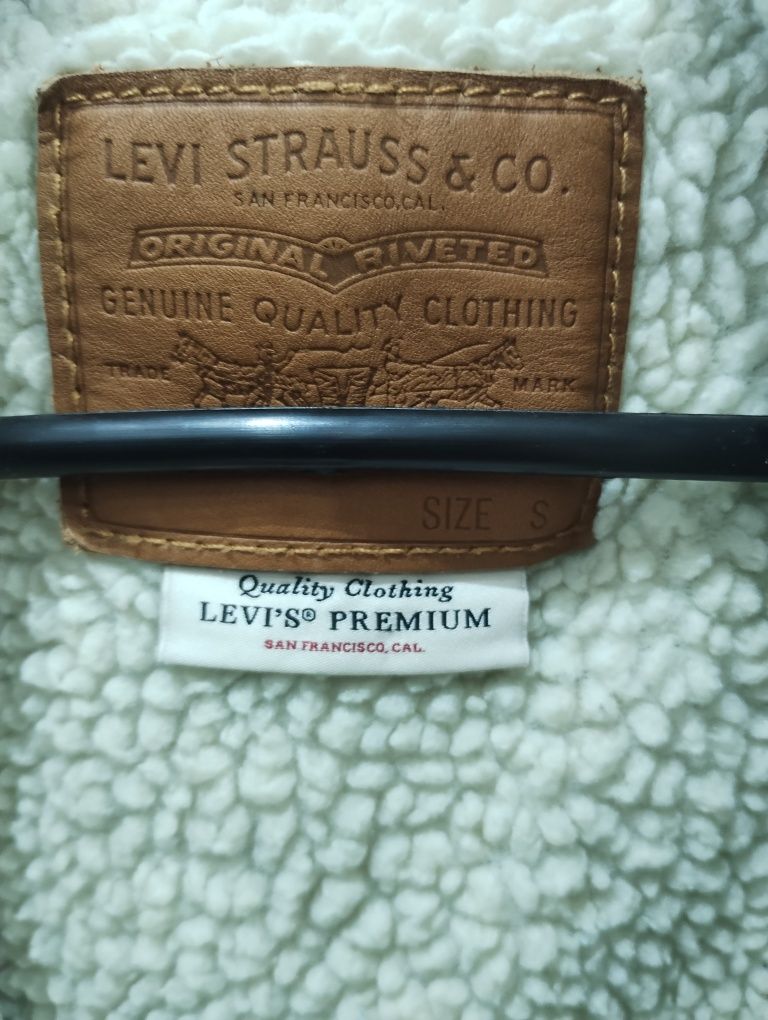 LEVI STRAUSS & CO.
SAN FRANCISCO, CAL.
ORIGINAL RIVETED
GENUINE QUALITY CLOTHING
TRADE MARK
SIZE S
Quality Clothing
LEVI'S® PREMIUM
SAN FRANCISCO, CAL.